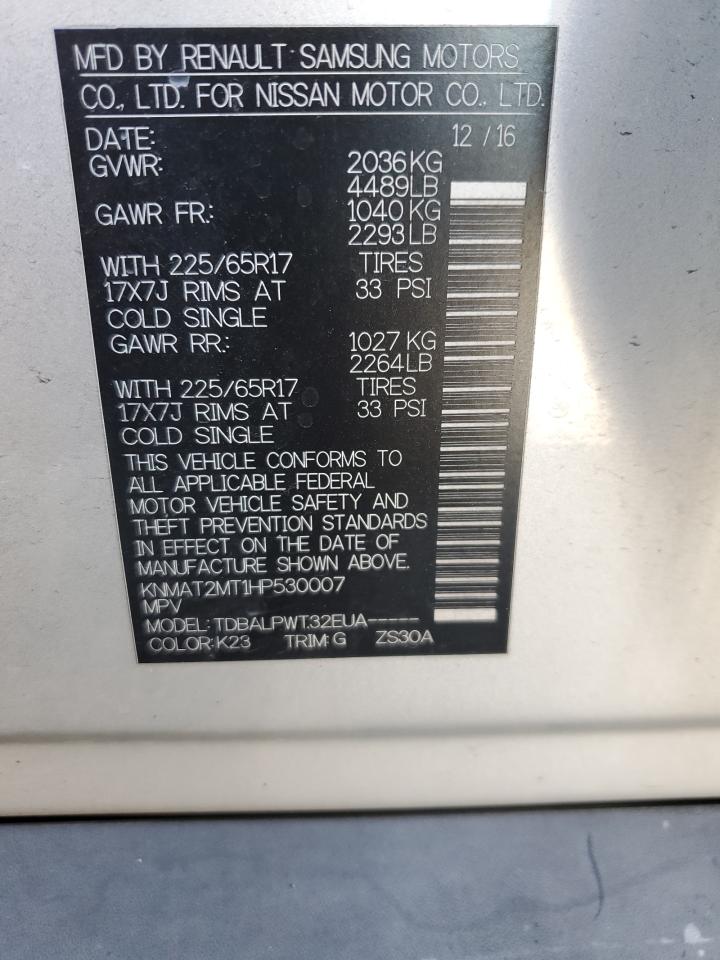 MFD BY RENAULT SAMSUNG MOTORS
CO., LTD. FOR NISSAN MOTOR CO., LTD.
DATE: 12 / 16
GVWR: 2036 KG
4489 LB
GAWR FR.: 1040 KG
2293 LB
WITH 225/65R17 TIRES
17X7J RIMS AT 33 PSI
COLD SINGLE
GAWR RR.: 1027 KG
2264 LB
WITH 225/65R17 TIRES
17X7J RIMS AT 33 PSI
COLD SINGLE
THIS VEHICLE CONFORMS TO
ALL APPLICABLE FEDERAL
MOTOR VEHICLE SAFETY AND
THEFT PREVENTION STANDARDS
IN EFFECT ON THE DATE OF
MANUFACTURE SHOWN ABOVE.
KNMAT2MT1HP530007
MPV
MODEL: TDBALPWT32EUA-----
COLOR: K23 TRIM: G ZS30A